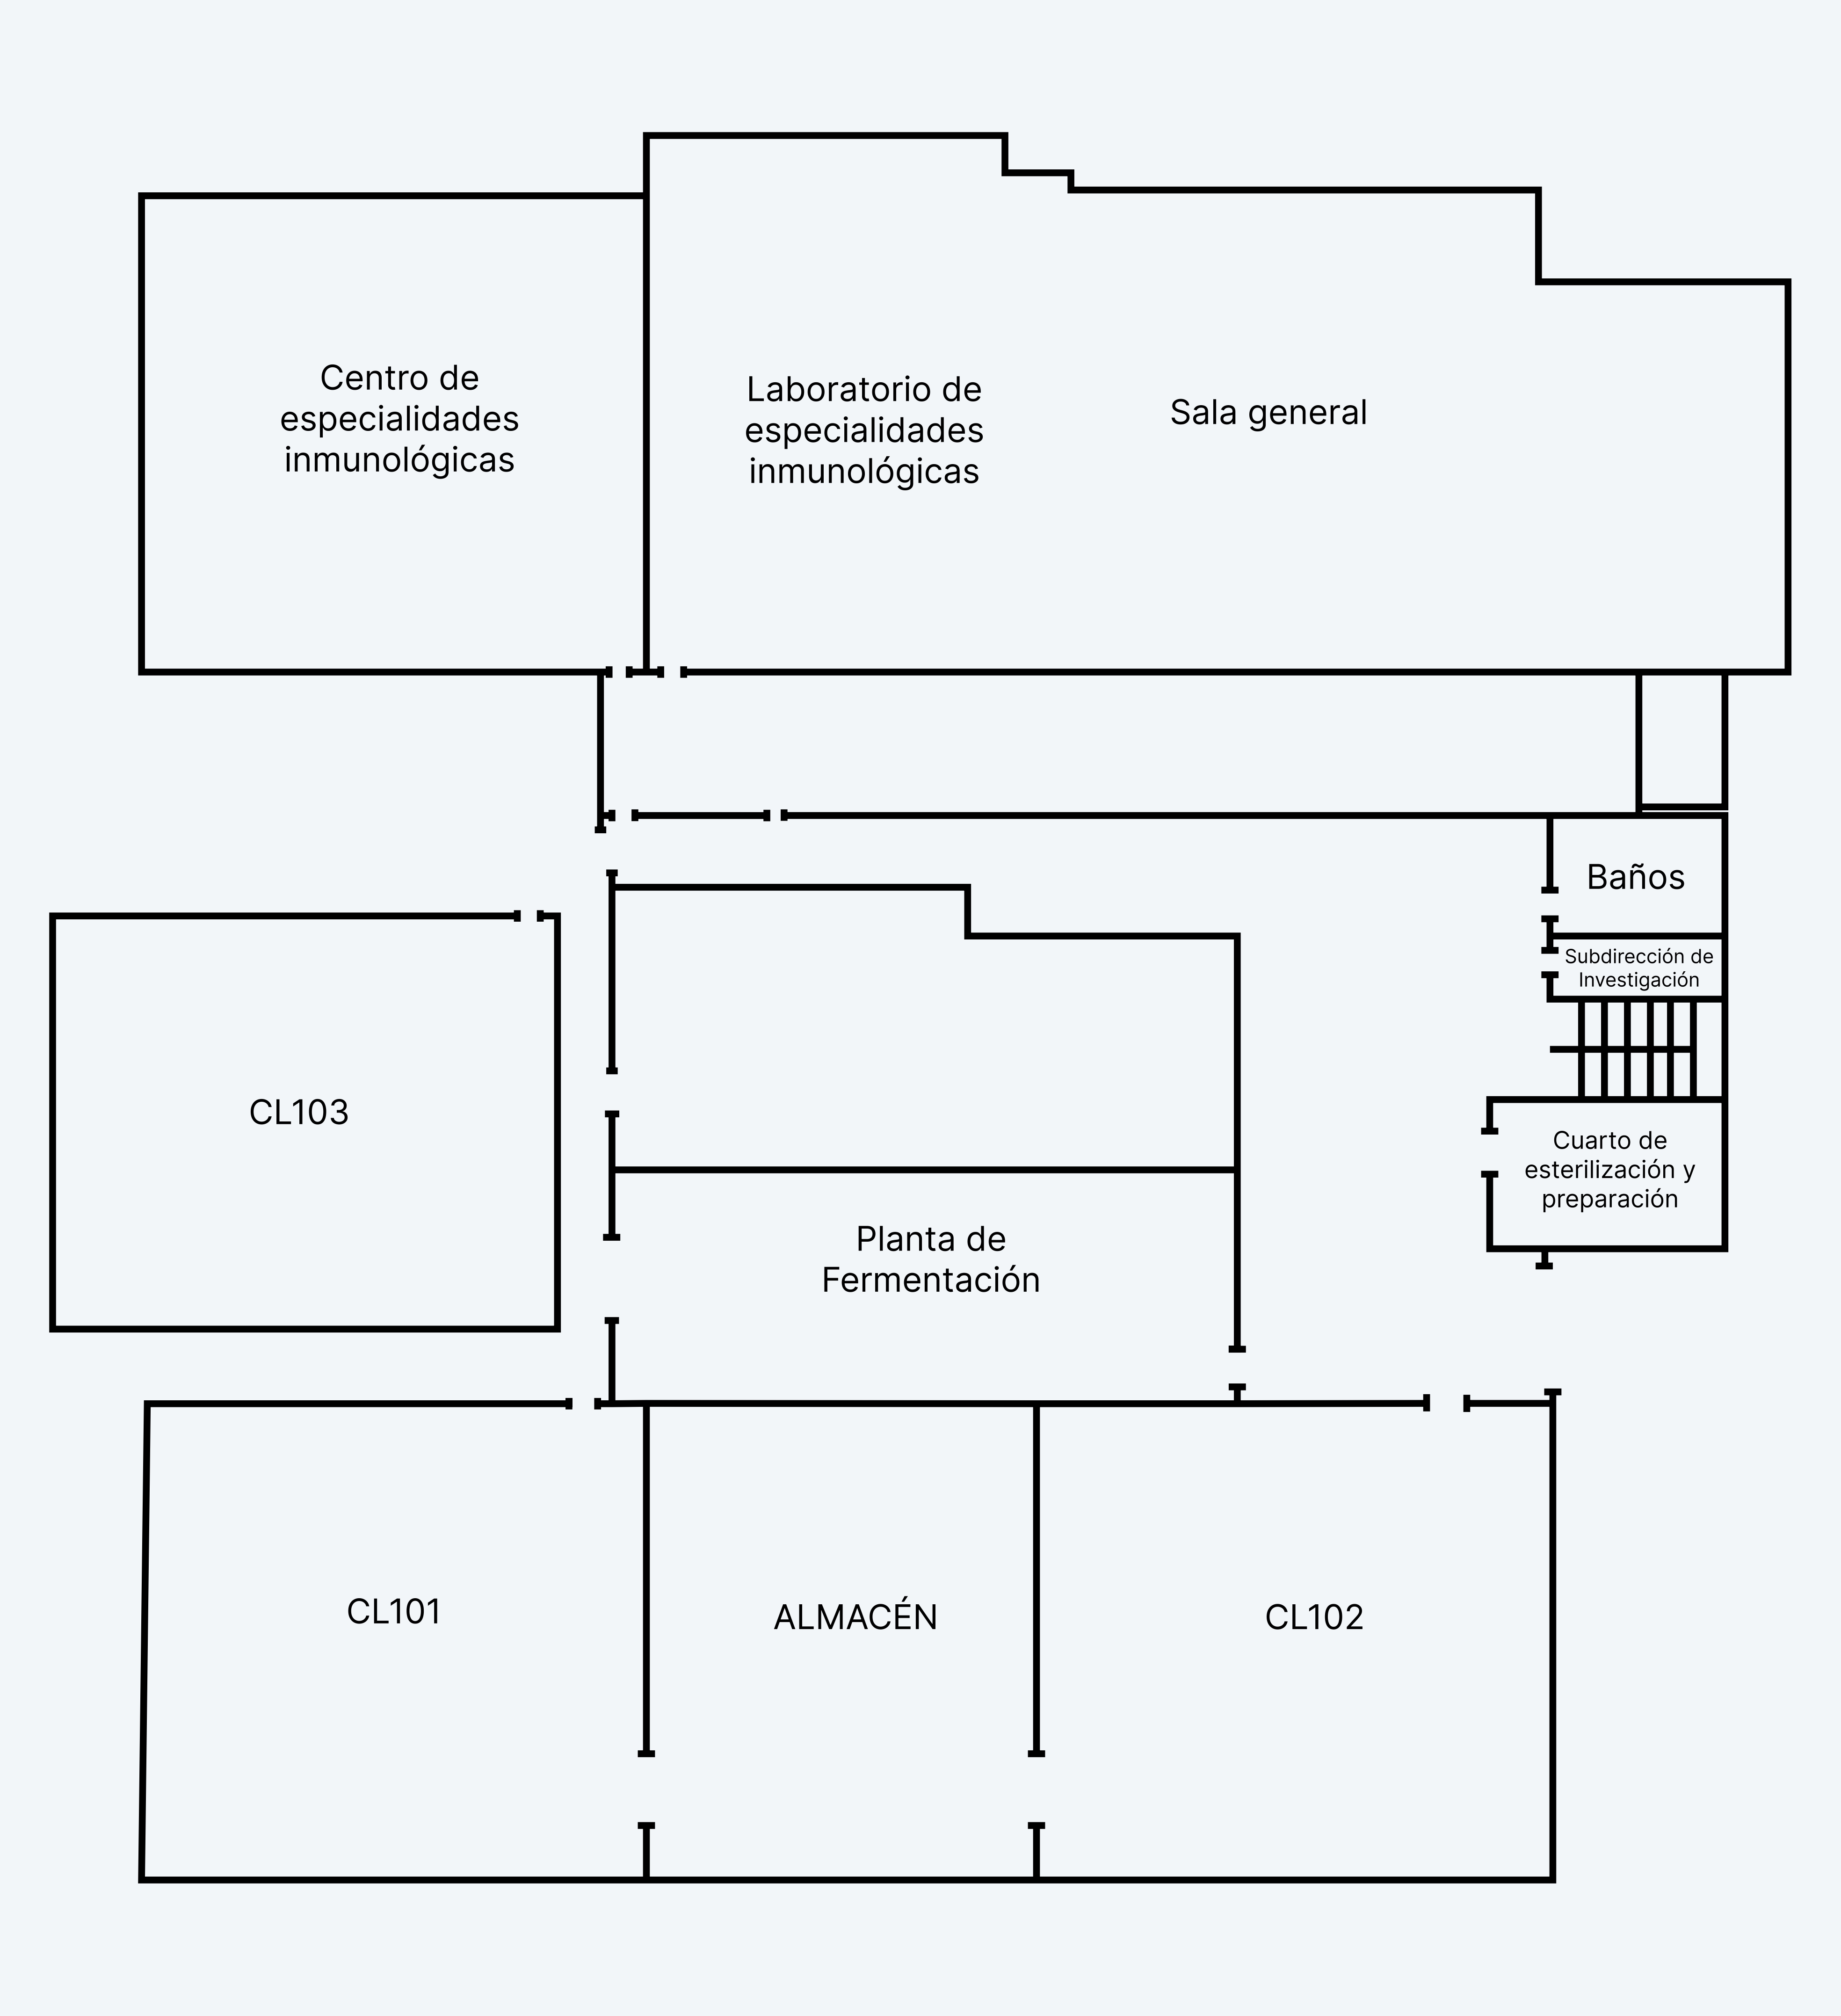 Centro de
especialidades
inmunológicas
Laboratorio de
especialidades
inmunológicas
Sala general
Baños
Subdirección de
Investigación
CL103
Cuarto de
esterilización y
preparación
Planta de
Fermentación
CL101
ALMACÉN
CL102